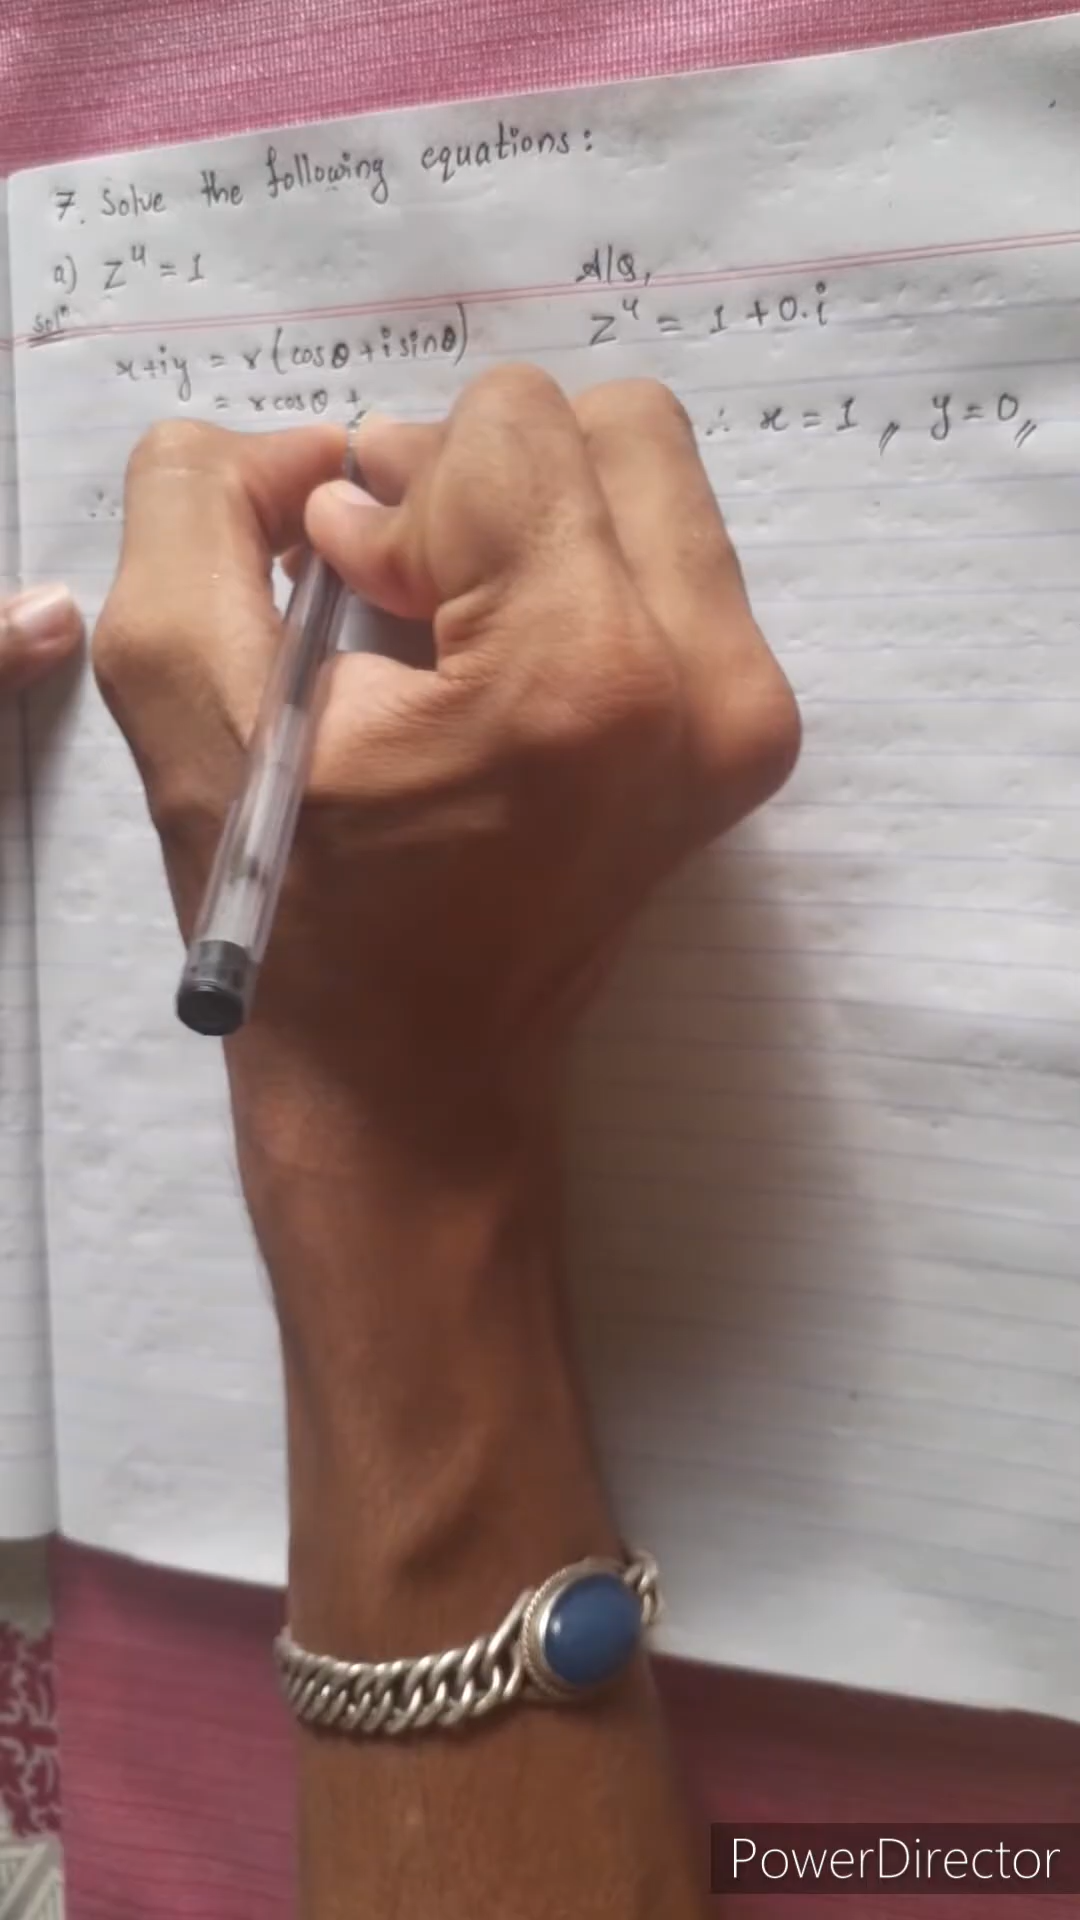 7. Solve the following equations:
a) z⁴ = 1
Solⁿ
x+iy = r(cosθ + i sinθ)
= r cosθ +
∴
A/Q,
z⁴ = 1 + 0.i
∴ x = 1 ,, y = 0,,
PowerDirector